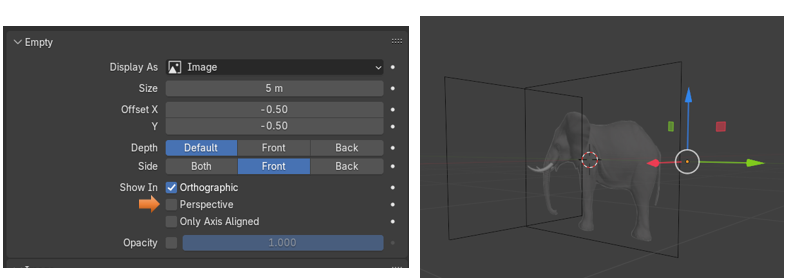 Empty
Display As Image
Size 5 m
Offset X -0.50
Y -0.50
Depth Default Front Back
Side Both Front Back
Show In Orthographic
Perspective
Only Axis Aligned
Opacity 1.000